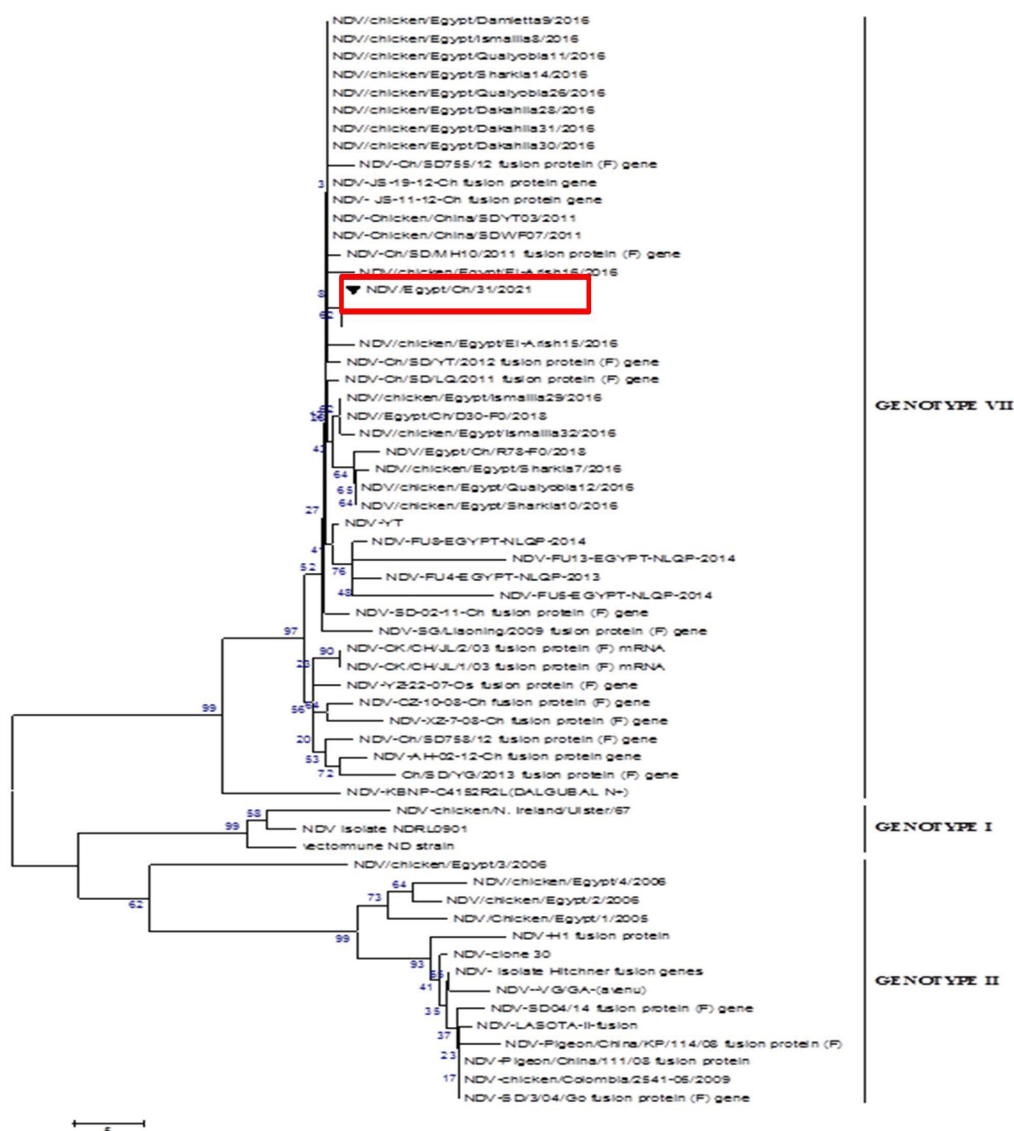 NDV/chicken/Egypt/Damietta9/2016
NDV/chicken/Egypt/Ismailia8/2016
NDV/chicken/Egypt/Qualyobia11/2016
NDV/chicken/Egypt/Sharkia14/2016
NDV/chicken/Egypt/Qualyobia26/2016
NDV/chicken/Egypt/Dakahlia28/2016
NDV/chicken/Egypt/Dakahlia31/2016
NDV/chicken/Egypt/Dakahlia30/2016
NDV-Ch/SD755/12 fusion protein (F) gene
3 NDV-JS-19-12-Ch fusion protein gene
NDV- JS-11-12-Ch fusion protein gene
NDV-Chicken/China/SDYT03/2011
NDV-Chicken/China/SDWF07/2011
NDV-Ch/SD/MH10/2011 fusion protein (F) gene
NDV/chicken/Egypt/El-Arish16/2016
8 NDV/Egypt/Ch/31/2021
62
NDV/chicken/Egypt/El-Arish15/2016
NDV-Ch/SD/YT/2012 fusion protein (F) gene
NDV-Ch/SD/LQ/2011 fusion protein (F) gene
NDV/chicken/Egypt/Ismailia29/2016
GENOTYPE VII
NDV/Egypt/Ch/D30-F0/2018
NDV/chicken/Egypt/Ismailia32/2016
NDV/Egypt/Ch/R78-F0/2018
64 NDV/chicken/Egypt/Sharkia7/2016
65 NDV/chicken/Egypt/Qualyobia12/2016
64 NDV/chicken/Egypt/Sharkia10/2016
27
NDV-YT
NDV-FU8-EGYPT-NLQP-2014
41 NDV-FU13-EGYPT-NLQP-2014
52 76 NDV-FU4-EGYPT-NLQP-2013
48 NDV-FU5-EGYPT-NLQP-2014
NDV-SD-02-11-Ch fusion protein (F) gene
97 NDV-SG/Liaoning/2009 fusion protein (F) gene
90 NDV-CK/CH/JL/2/03 fusion protein (F) mRNA
23 NDV-CK/CH/JL/1/03 fusion protein (F) mRNA
NDV-YZ-22-07-Os fusion protein (F) gene
99 56 64 NDV-CZ-10-08-Ch fusion protein (F) gene
NDV-XZ-7-08-Ch fusion protein (F) gene
20 NDV-Ch/SD758/12 fusion protein (F) gene
53 NDV-AH-02-12-Ch fusion protein gene
72 Ch/SD/YG/2013 fusion protein (F) gene
NDV-KBNP-C4152R2L(DALGUBAL N+)
58 NDV-chicken/N. Ireland/Ulster/67
99 NDV isolate NDRL0901
GENOTYPE I
vectormune ND strain
NDV/chicken/Egypt/3/2006
64 NDV/chicken/Egypt/4/2006
62 73 NDV/chicken/Egypt/2/2006
NDV/Chicken/Egypt/1/2005
99 NDV-H1 fusion protein
NDV-clone 30
93 NDV- Isolate Hitchner fusion genes
GENOTYPE II
41 NDV--VG/GA-(avenu)
35 NDV-SD04/14 fusion protein (F) gene
NDV-LASOTA-II-fusion
37 NDV-Pigeon/China/KP/114/08 fusion protein (F)
23 NDV-Pigeon/China/111/08 fusion protein
17 NDV-chicken/Colombia/2541-05/2009
NDV-SD/3/04/Go fusion protein (F) gene
5